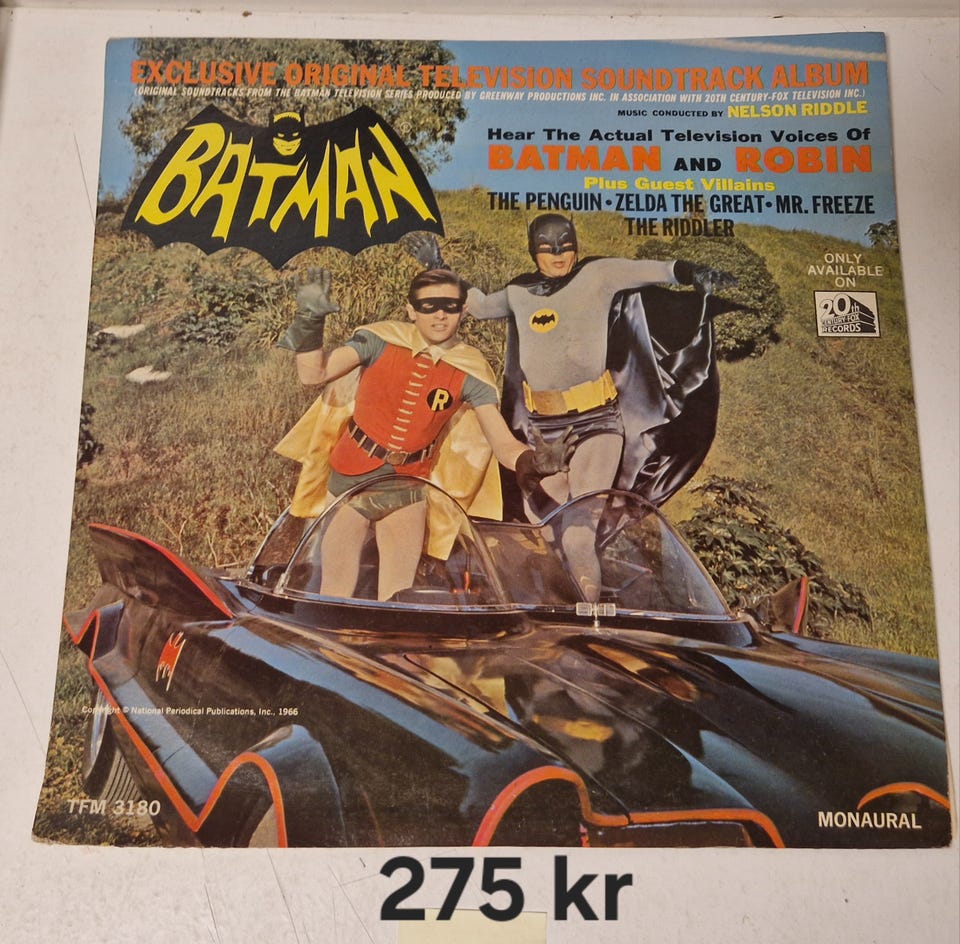 EXCLUSIVE ORIGINAL TELEVISION SOUNDTRACK ALBUM
(ORIGINAL SOUNDTRACKS FROM THE BATMAN TELEVISION SERIES PRODUCED BY GREENWAY PRODUCTIONS INC. IN ASSOCIATION WITH 20TH CENTURY-FOX TELEVISION INC.)
MUSIC CONDUCTED BY NELSON RIDDLE
BATMAN
Hear The Actual Television Voices Of
BATMAN AND ROBIN
Plus Guest Villains
THE PENGUIN • ZELDA THE GREAT • MR. FREEZE
THE RIDDLER
ONLY
AVAILABLE
ON
20th
CENTURY FOX
RECORDS
R
Copyright © National Periodical Publications, Inc., 1966
TFM 3180
MONAURAL
275 kr